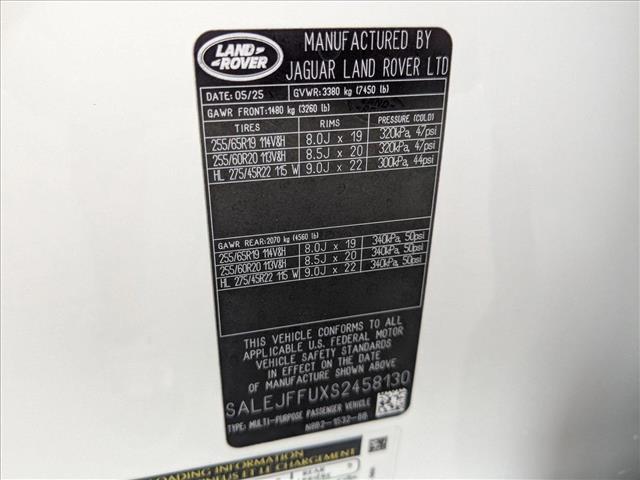 LAND-
ROVER
MANUFACTURED BY
JAGUAR LAND ROVER LTD
DATE: 05/25 GVWR: 3380 kg (7450 lb)
GAWR FRONT: 1480 kg (3260 lb)
TIRES RIMS PRESSURE (COLD)
255/65R19 114V&H 8.0J x 19 320kPa, 47psi
255/60R20 113V&H 8.5J x 20 320kPa, 47psi
HL 275/45R22 115 W 9.0J x 22 300kPa, 44psi
GAWR REAR: 2070 kg (4560 lb)
255/65R19 114V&H 8.0J x 19 340kPa, 50psi
255/60R20 113V&H 8.5J x 20 340kPa, 50psi
HL 275/45R22 115 W 9.0J x 22 340kPa, 50psi
THIS VEHICLE CONFORMS TO ALL
APPLICABLE U.S. FEDERAL MOTOR
VEHICLE SAFETY STANDARDS
IN EFFECT ON THE DATE
OF MANUFACTURE SHOWN ABOVE
SALEJFFUXS2458130
TYPE: MULTI-PURPOSE PASSENGER VEHICLE
LOADING INFORMATION
ET LE CHARGEMENT
REAR